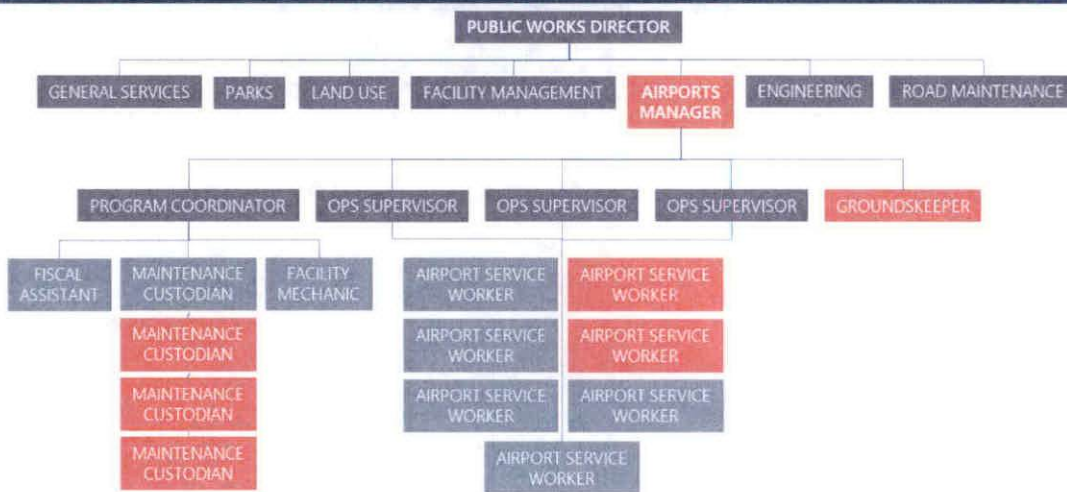 PUBLIC WORKS DIRECTOR
GENERAL SERVICES
PARKS
LAND USE
FACILITY MANAGEMENT
AIRPORTS
MANAGER
ENGINEERING
ROAD MAINTENANCE
PROGRAM COORDINATOR
OPS SUPERVISOR
OPS SUPERVISOR
OPS SUPERVISOR
GROUNDSKEEPER
FISCAL
ASSISTANT
MAINTENANCE
CUSTODIAN
FACILITY
MECHANIC
AIRPORT SERVICE
WORKER
AIRPORT SERVICE
WORKER
MAINTENANCE
CUSTODIAN
AIRPORT SERVICE
WORKER
AIRPORT SERVICE
WORKER
MAINTENANCE
CUSTODIAN
AIRPORT SERVICE
WORKER
AIRPORT SERVICE
WORKER
MAINTENANCE
CUSTODIAN
AIRPORT SERVICE
WORKER